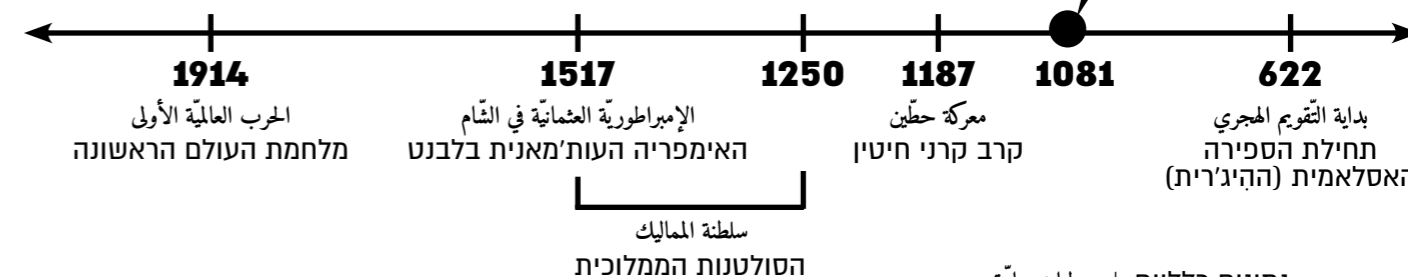 622
1081
1187
1250
1517
1914
بداية التّقويم الهجري
תחילת הספירה
האסלאמית (ההִיגִ'רית)
معركة حطّين
קרב קרני חיטין
الإمبراطوريّة العثمانيّة في الشّام
האימפריה העות'מאנית בלבנט
الحرب العالميّة الأولى
מלחמת העולם הראשונה
سلطنة المماليك
הסולטנות הממלוכית